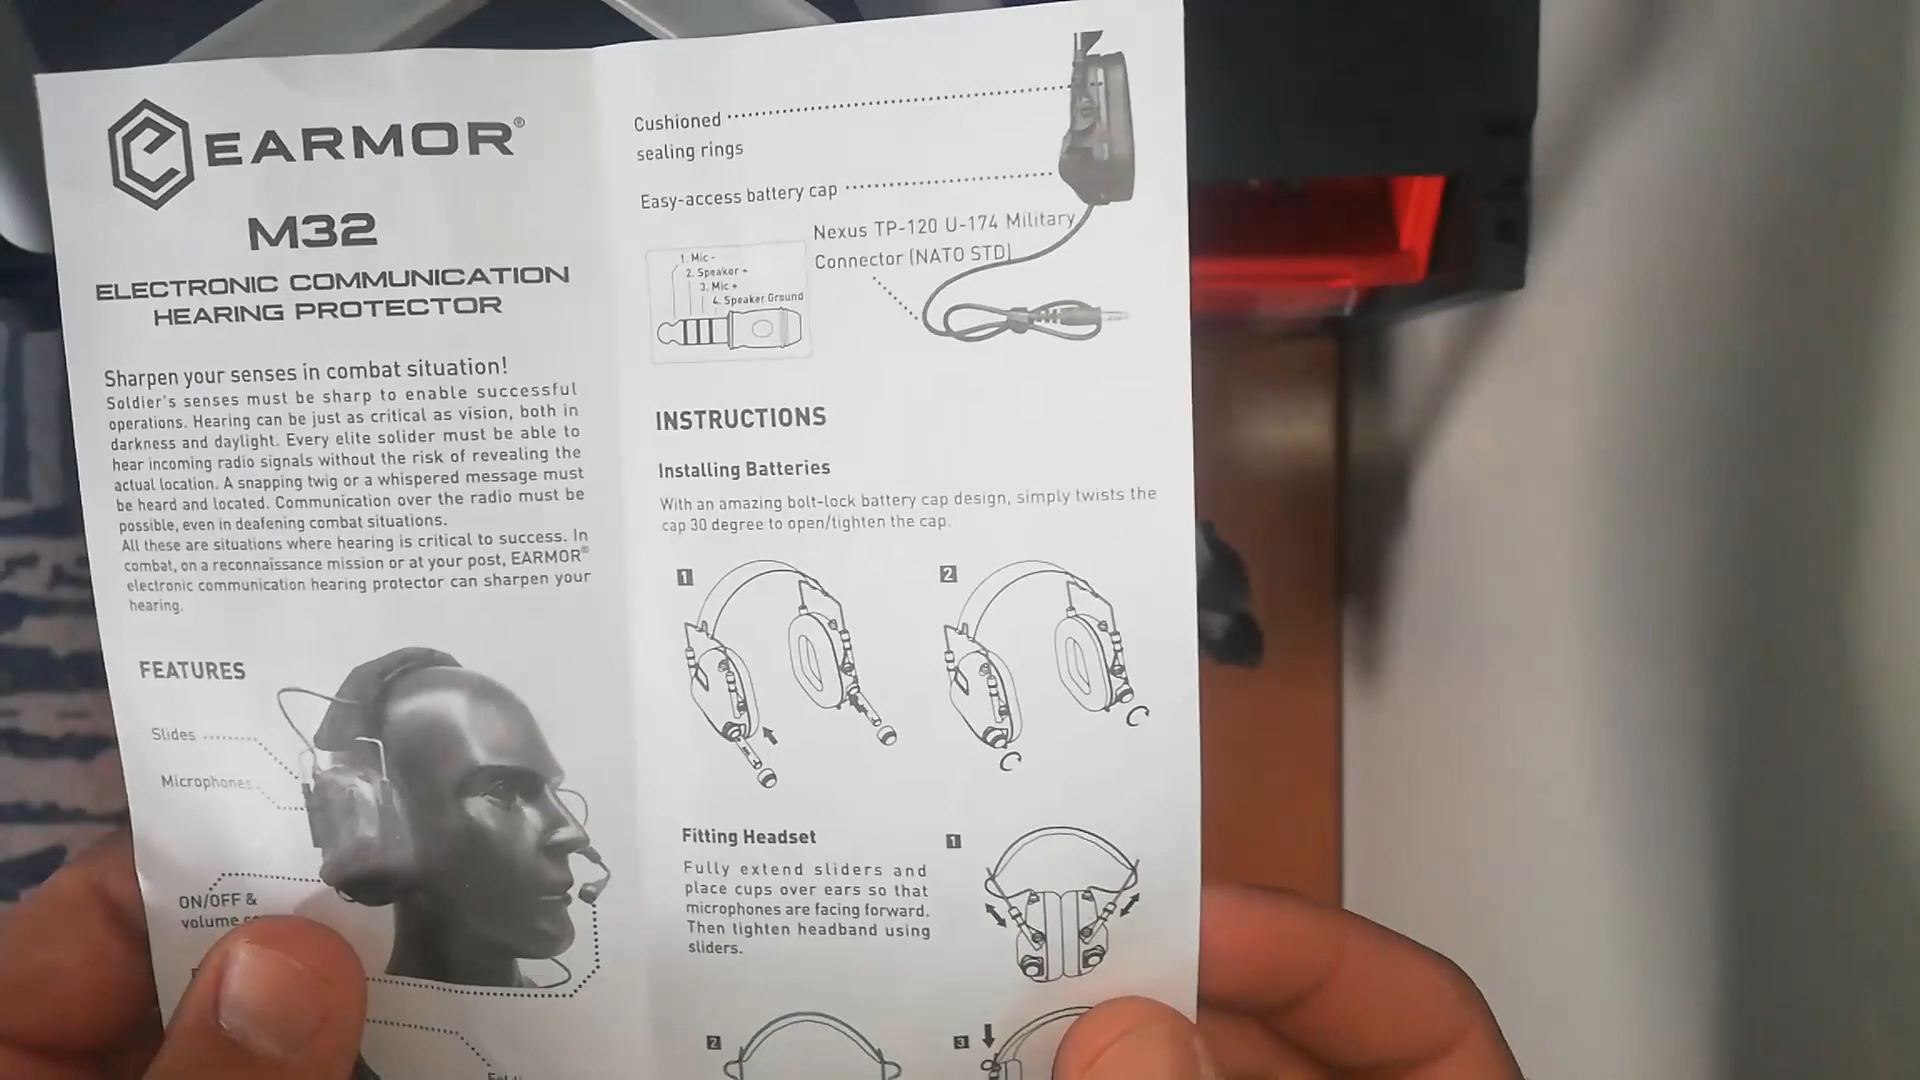 EARMOR®
M32
ELECTRONIC COMMUNICATION
HEARING PROTECTOR
Sharpen your senses in combat situation!
Soldier's senses must be sharp to enable successful
operations. Hearing can be just as critical as vision, both in
darkness and daylight. Every elite solider must be able to
hear incoming radio signals without the risk of revealing the
actual location. A snapping twig or a whispered message must
be heard and located. Communication over the radio must be
possible, even in deafening combat situations.
All these are situations where hearing is critical to success. In
combat, on a reconnaissance mission or at your post, EARMOR®
electronic communication hearing protector can sharpen your
hearing.
FEATURES
Slides
Microphones
ON/OFF &
volume
Cushioned
sealing rings
Easy-access battery cap
Nexus TP-120 U-174 Military
Connector (NATO STD)
1. Mic -
2. Speaker +
3. Mic +
4. Speaker Ground
INSTRUCTIONS
Installing Batteries
With an amazing bolt-lock battery cap design, simply twists the
cap 30 degree to open/tighten the cap.
1
2
Fitting Headset
Fully extend sliders and
place cups over ears so that
microphones are facing forward.
Then tighten headband using
sliders.
1
2
3